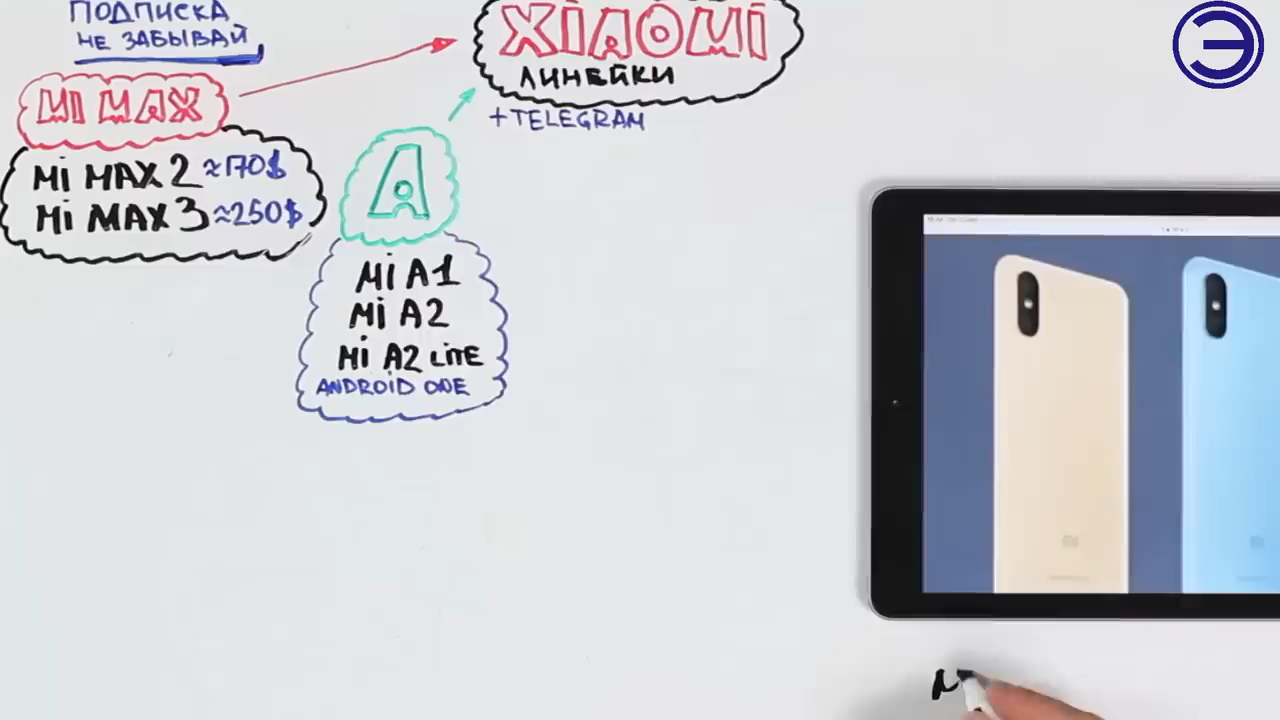 ПОДПИСКА
НЕ ЗАБЫВАЙ
XIAOMI
ЛИНЕЙКИ
+TELEGRAM
MI MAX
Mi MAX 2 ≈170$
Mi MAX 3 ≈250$
A
Mi A1
Mi A2
Mi A2 LiTE
ANDROID ONE
Э